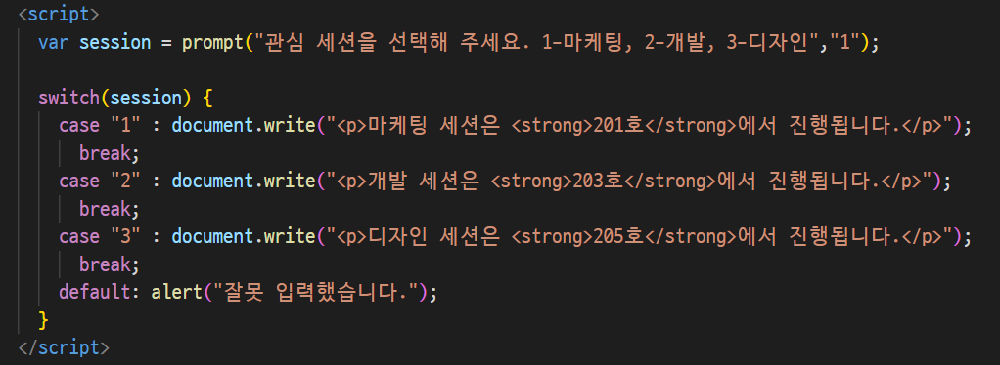 <script>
var session = prompt("관심 세션을 선택해 주세요. 1-마케팅, 2-개발, 3-디자인","1");
switch(session) {
case "1" : document.write("<p>마케팅 세션은 <strong>201호</strong>에서 진행됩니다.</p>");
break;
case "2" : document.write("<p>개발 세션은 <strong>203호</strong>에서 진행됩니다.</p>");
break;
case "3" : document.write("<p>디자인 세션은 <strong>205호</strong>에서 진행됩니다.</p>");
break;
default: alert("잘못 입력했습니다.");
}
</script>